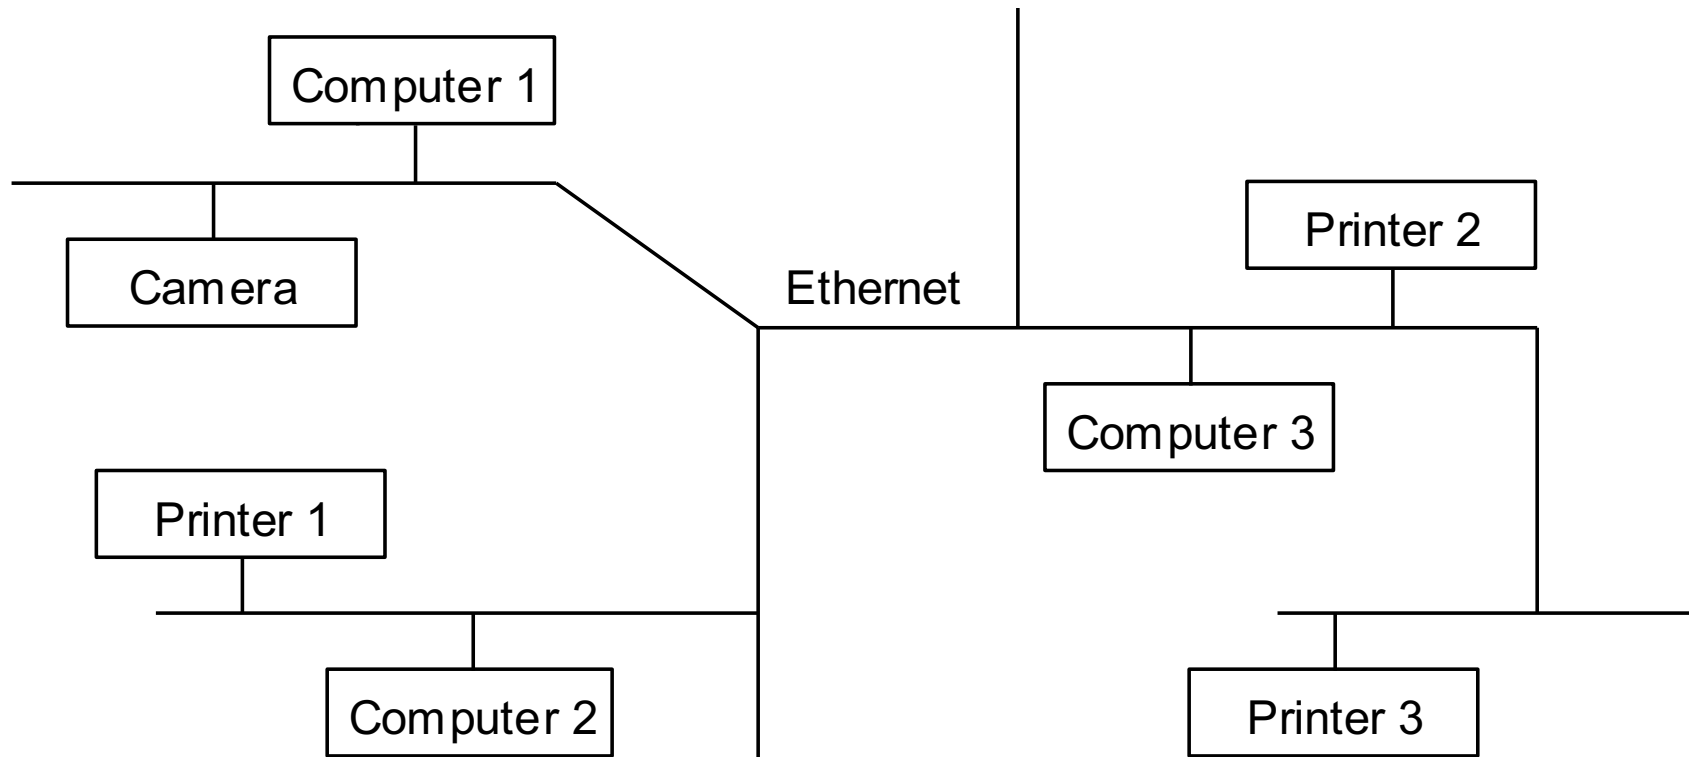 Computer 1
Printer 2
Camera
Ethernet
Computer 3
Printer 1
Computer 2
Printer 3